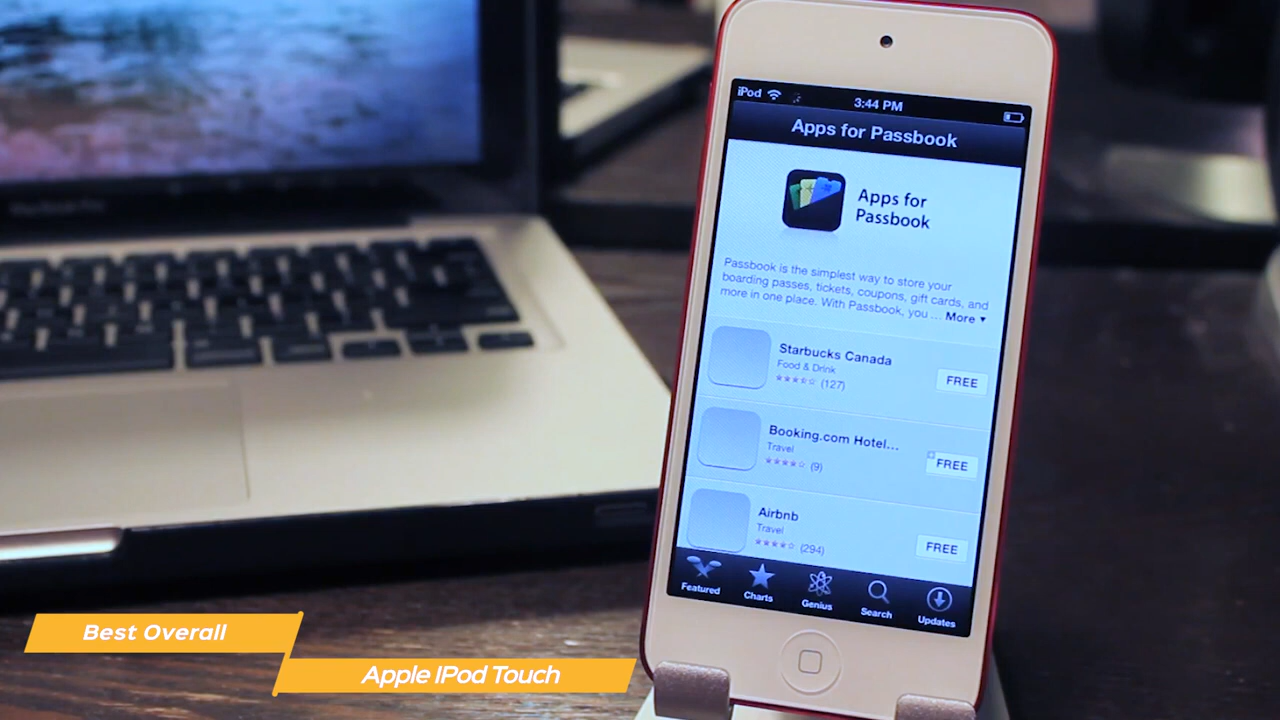 MacBook Pro
iPod
3:44 PM
Apps for Passbook
Apps for
Passbook
Passbook is the simplest way to store your
boarding passes, tickets, coupons, gift cards, and
more in one place. With Passbook, you ... More ▼
Starbucks Canada
Food & Drink
(127)
FREE
Booking.com Hotel...
Travel
(9)
FREE
Airbnb
Travel
(294)
FREE
Featured
Charts
Genius
Search
Updates
Best Overall
Apple IPod Touch